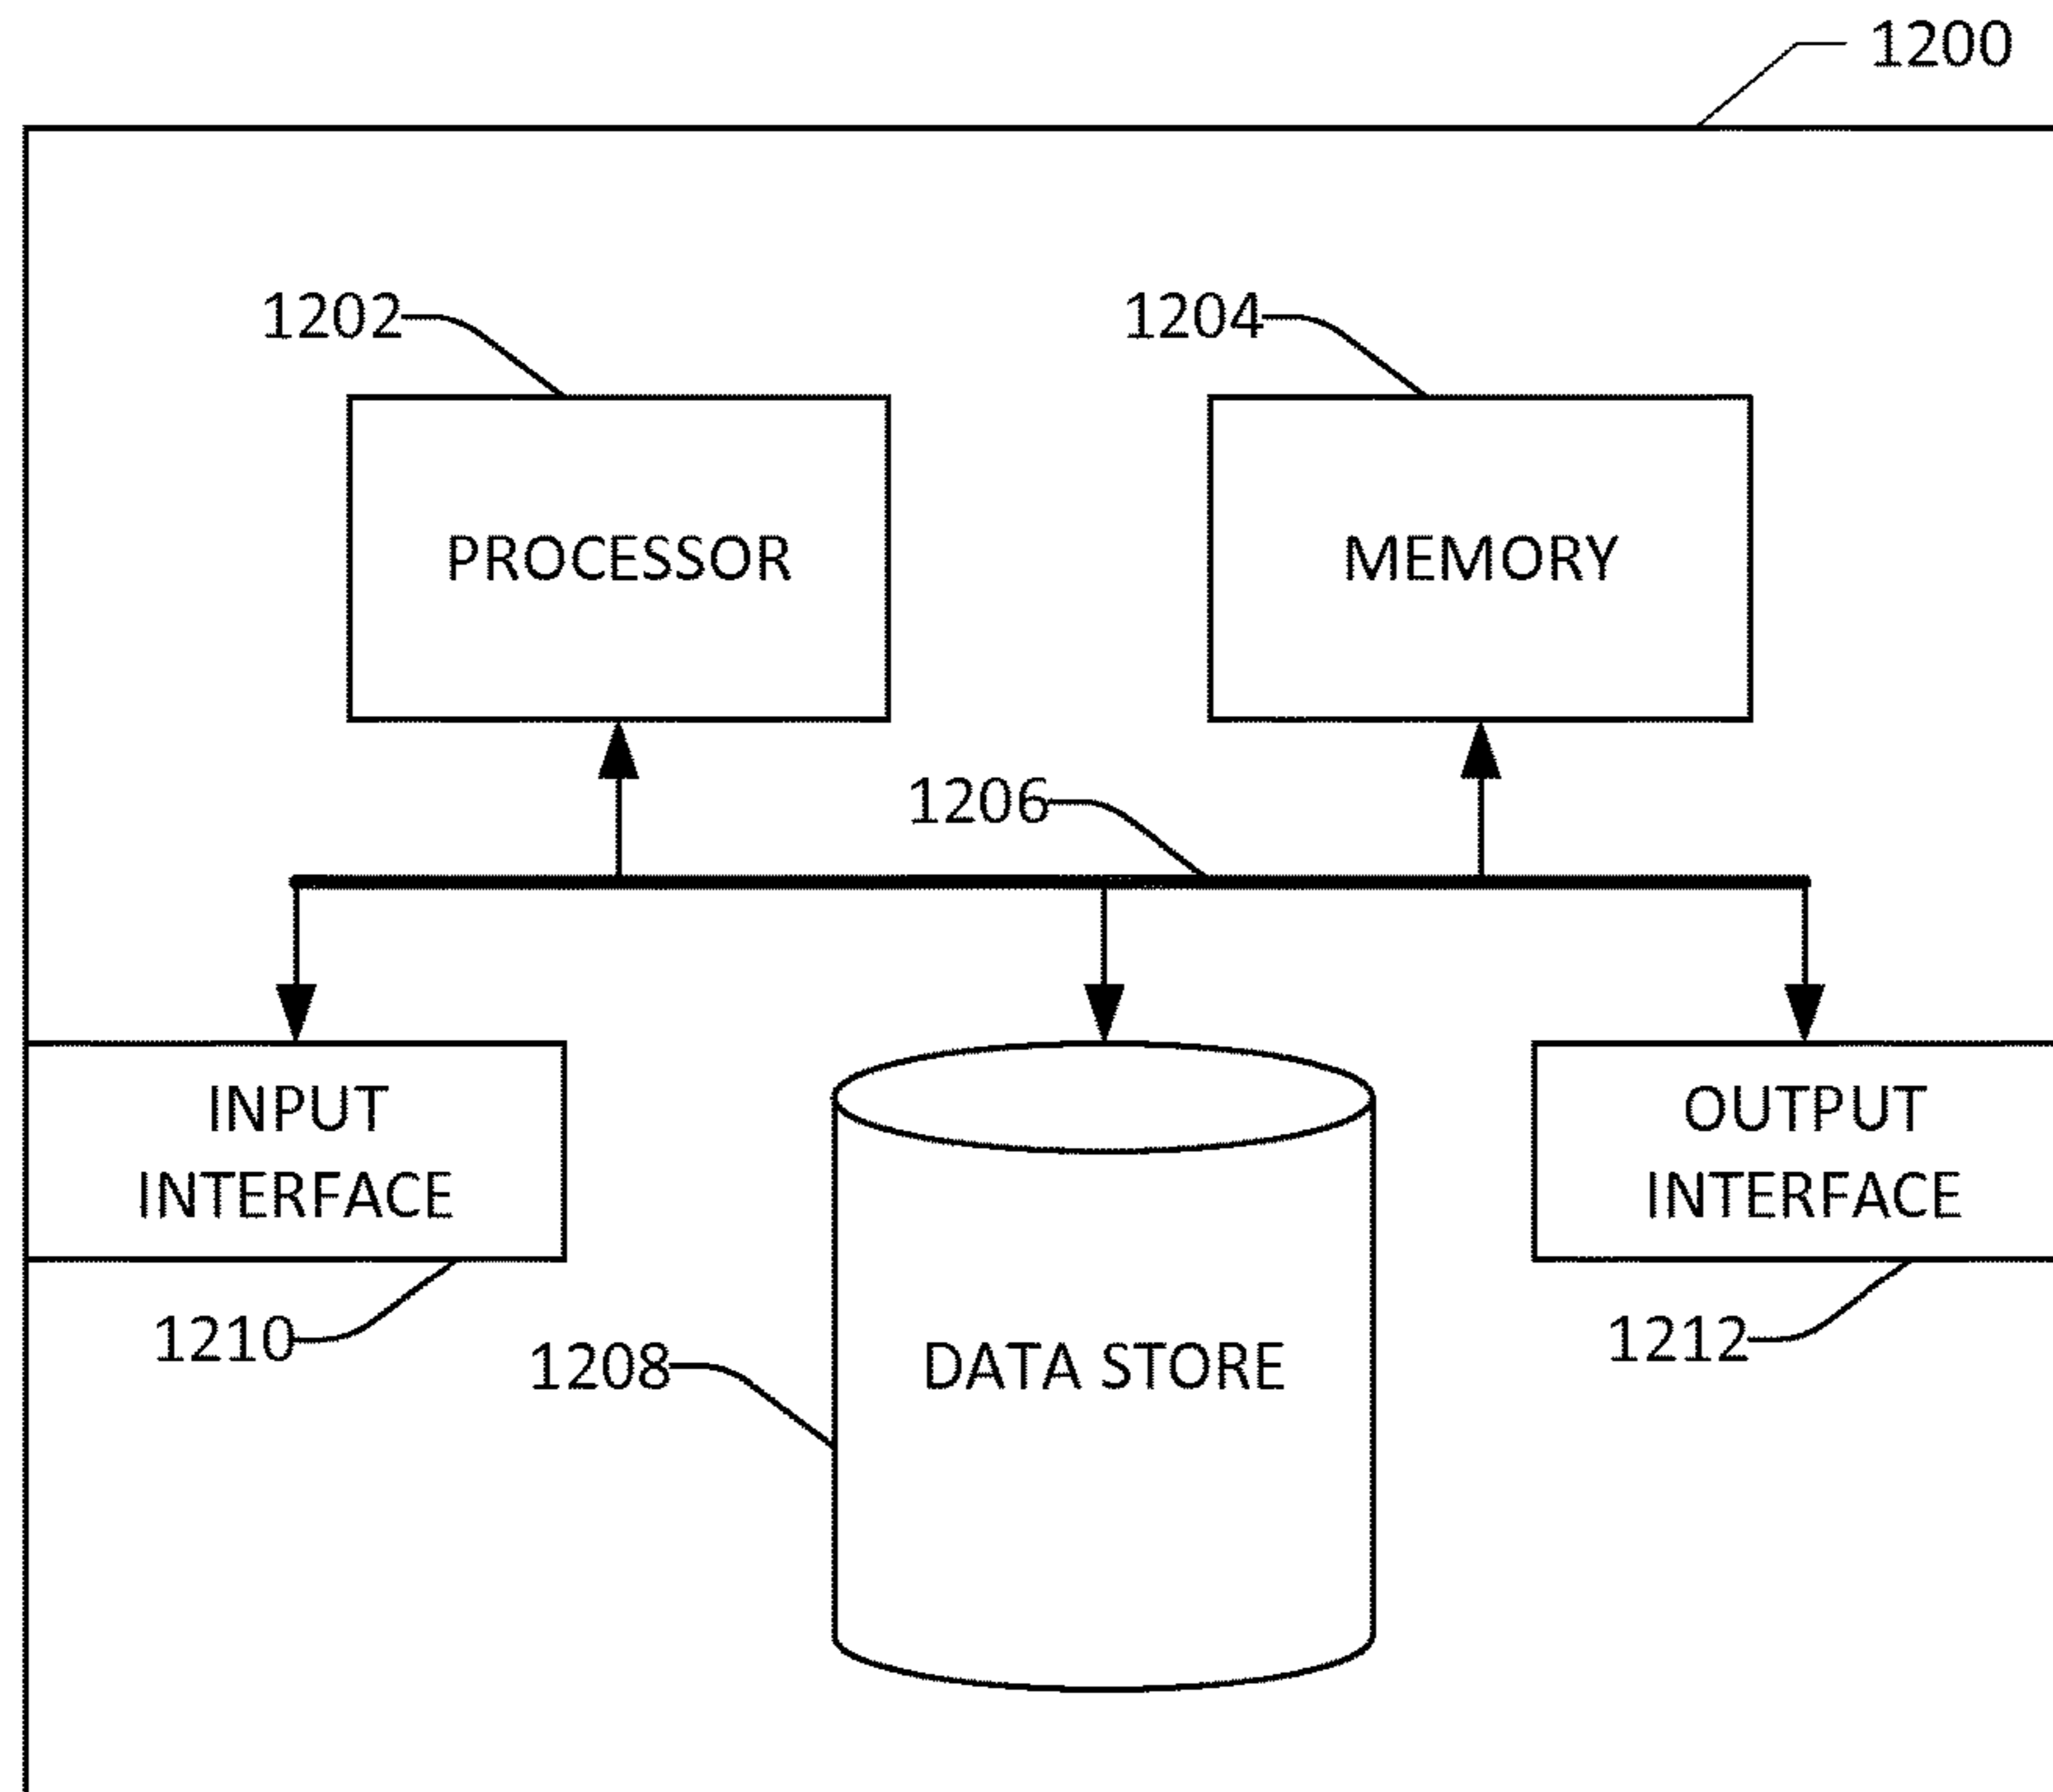 1200
1202
1204
PROCESSOR
MEMORY
1206
INPUT
INTERFACE
OUTPUT
INTERFACE
1210
1208
DATA STORE
1212